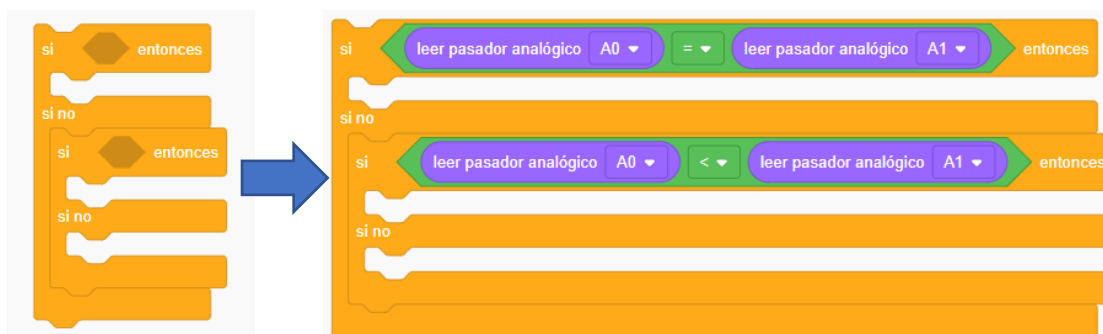 si entonces
si no
si entonces
si no
si leer pasador analógico A0 = leer pasador analógico A1 entonces
si no
si leer pasador analógico A0 < leer pasador analógico A1 entonces
si no